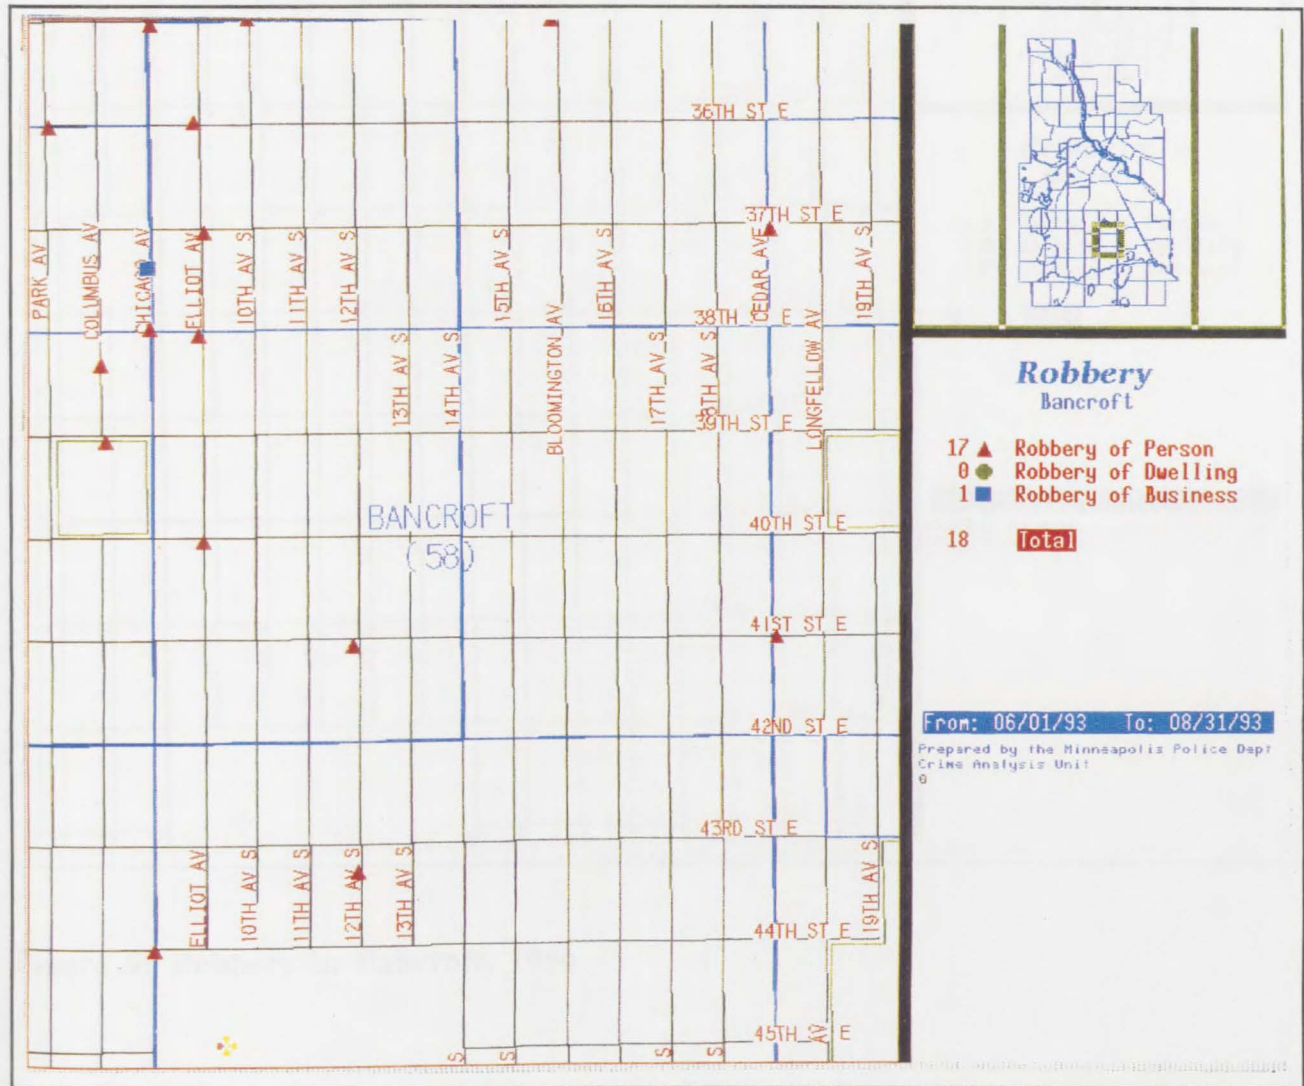 36TH ST E
37TH ST E
PARK AV
COLUMBUS AV
CHICAGO AV
ELLIOT AV
10TH AV S
11TH AV S
12TH AV S
15TH AV S
16TH AV S
CEDAR AV E
19TH AV S
38TH ST E
13TH AV S
14TH AV S
BLOOMINGTON AV
17TH AV S
18TH AV S
LONGFELLOW AV
39TH ST E
BANCROFT
(58)
40TH ST E
41ST ST E
42ND ST E
43RD ST E
ELLIOT AV
10TH AV S
11TH AV S
12TH AV S
13TH AV S
19TH AV S
44TH ST E
45TH E
AV
S
S
S
S
Robbery
Bancroft
17 Robbery of Person
0 Robbery of Dwelling
1 Robbery of Business
18 Total
From: 06/01/93 To: 08/31/93
Prepared by the Minneapolis Police Dept
Crime Analysis Unit
0